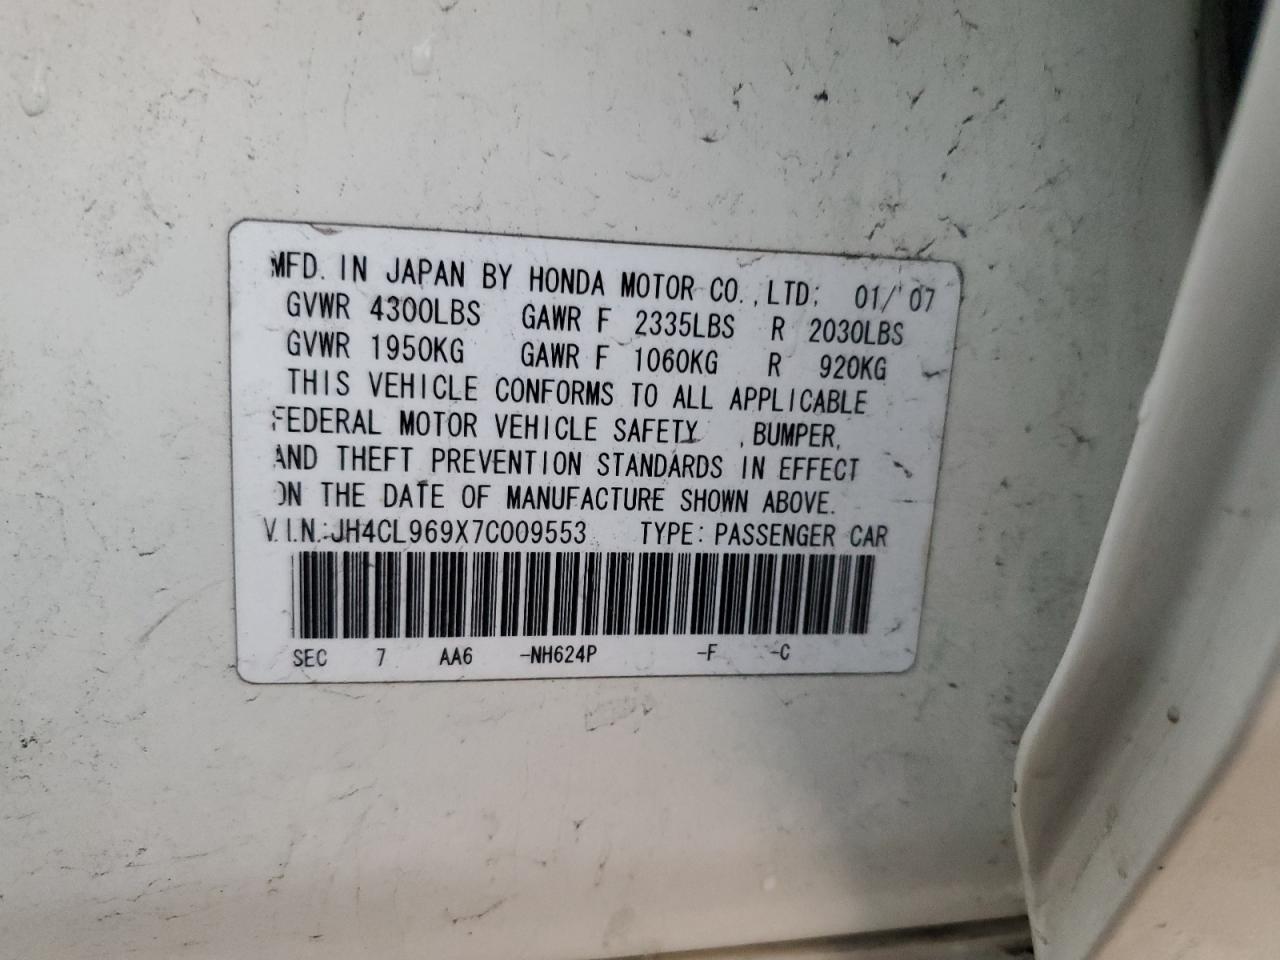 MFD. IN JAPAN BY HONDA MOTOR CO., LTD; 01/'07
GVWR 4300LBS GAWR F 2335LBS R 2030LBS
GVWR 1950KG GAWR F 1060KG R 920KG
THIS VEHICLE CONFORMS TO ALL APPLICABLE
FEDERAL MOTOR VEHICLE SAFETY , BUMPER,
AND THEFT PREVENTION STANDARDS IN EFFECT
ON THE DATE OF MANUFACTURE SHOWN ABOVE.
V.I.N.:JH4CL969X7C009553 TYPE: PASSENGER CAR
SEC 7 AA6 -NH624P -F -C